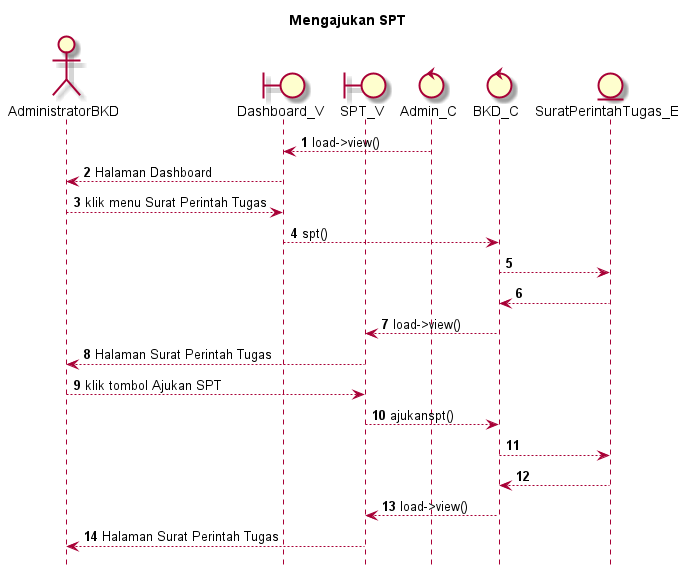 Mengajukan SPT
AdministratorBKD
Dashboard_V
SPT_V
Admin_C
BKD_C
SuratPerintahTugas_E
1 load->view()
2 Halaman Dashboard
3 klik menu Surat Perintah Tugas
4 spt()
5
6
7 load->view()
8 Halaman Surat Perintah Tugas
9 klik tombol Ajukan SPT
10 ajukanspt()
11
12
13 load->view()
14 Halaman Surat Perintah Tugas